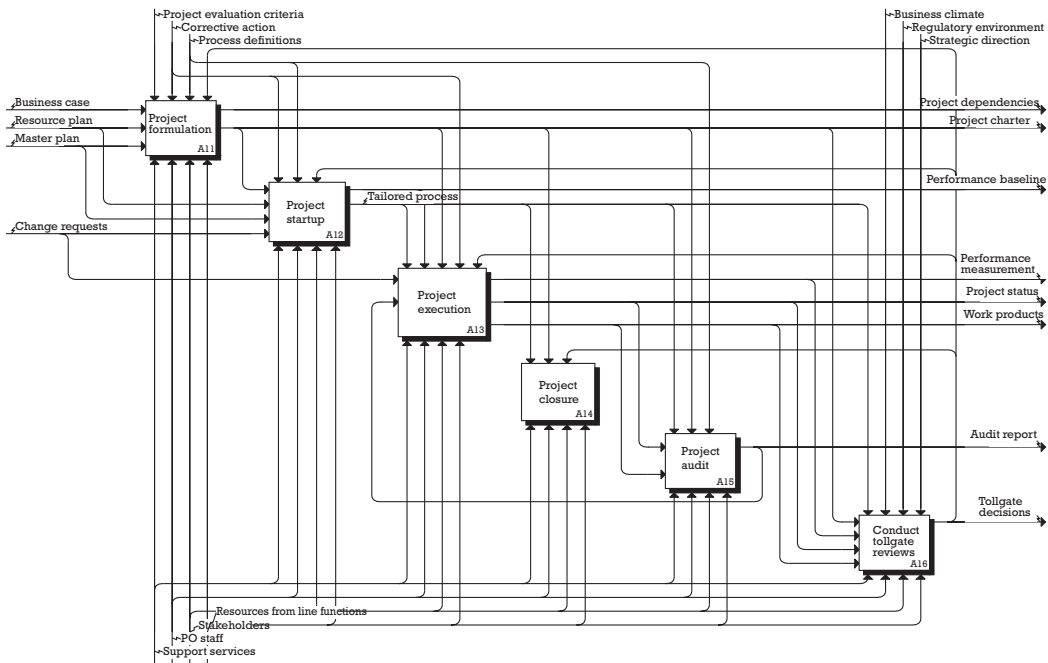 Project evaluation criteria
Corrective action
Process definitions
Business climate
Regulatory environment
Strategic direction
Business case
Resource plan
Master plan
Project
formulation
A11
Project dependencies
Project charter
Project
startup
A12
Tailored process
Performance baseline
Change requests
Project
execution
A13
Performance
measurement
Project status
Work products
Project
closure
A14
Project
audit
A15
Audit report
Conduct
tollgate
reviews
A16
Tollgate
decisions
Resources from line functions
Stakeholders
PO staff
Support services